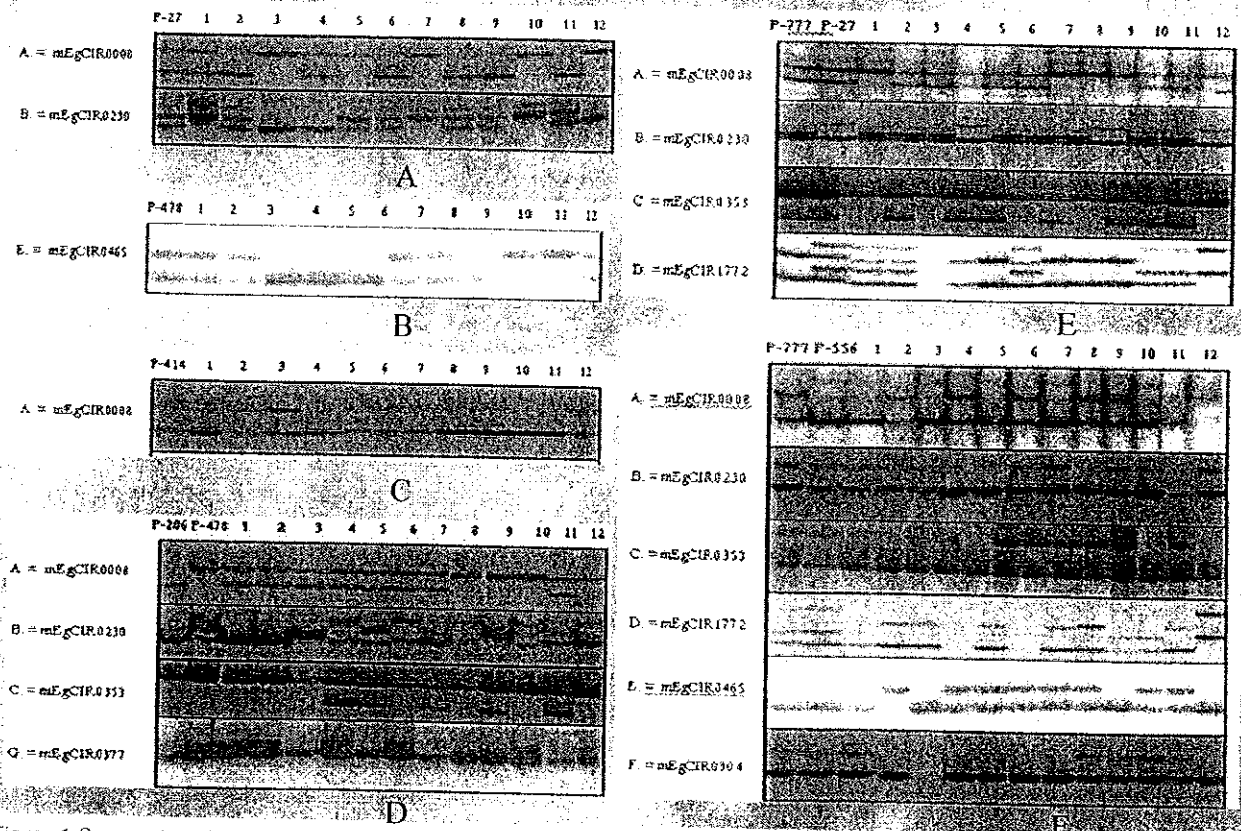 P-27 1 2 3 4 5 6 7 8 9 10 11 12
A. = mEgCIR0008
B. = mEgCIR0230
A
P-478 1 2 3 4 5 6 7 8 9 10 11 12
E. = mEgCIR0465
B
P-414 1 2 3 4 5 6 7 8 9 10 11 12
A. = mEgCIR0008
C
P-206 P-478 1 2 3 4 5 6 7 8 9 10 11 12
A. = mEgCIR0008
B. = mEgCIR0230
C. = mEgCIR0353
G. = mEgCIR0377
D
P-777 P-27 1 2 3 4 5 6 7 8 9 10 11 12
A. = mEgCIR0008
B. = mEgCIR0230
C = mEgCIR0353
D. = mEgCIR1772
E
P-777 P-556 1 2 3 4 5 6 7 8 9 10 11 12
A. = mEgCIR0008
B. = mEgCIR0230
C. = mEgCIR0353
D. = mEgCIR1772
E. = mEgCIR0465
F. = mEgCIR0304